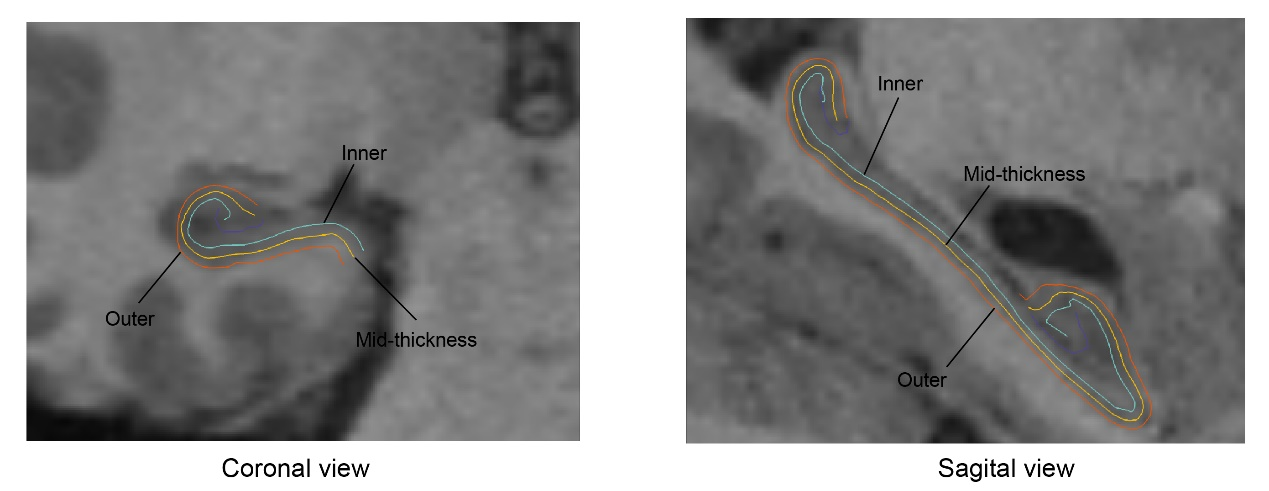 Inner
Outer
Mid-thickness
Coronal view
Inner
Mid-thickness
Outer
Sagital view